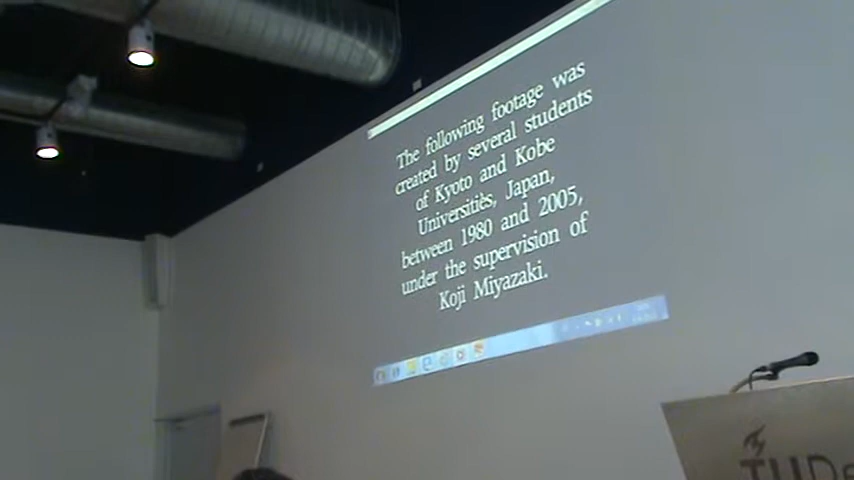 The following footage was
created by several students
of Kyoto and Kobe
Universities, Japan,
between 1980 and 2005,
under the supervision of
Koji Miyazaki.
TUDe